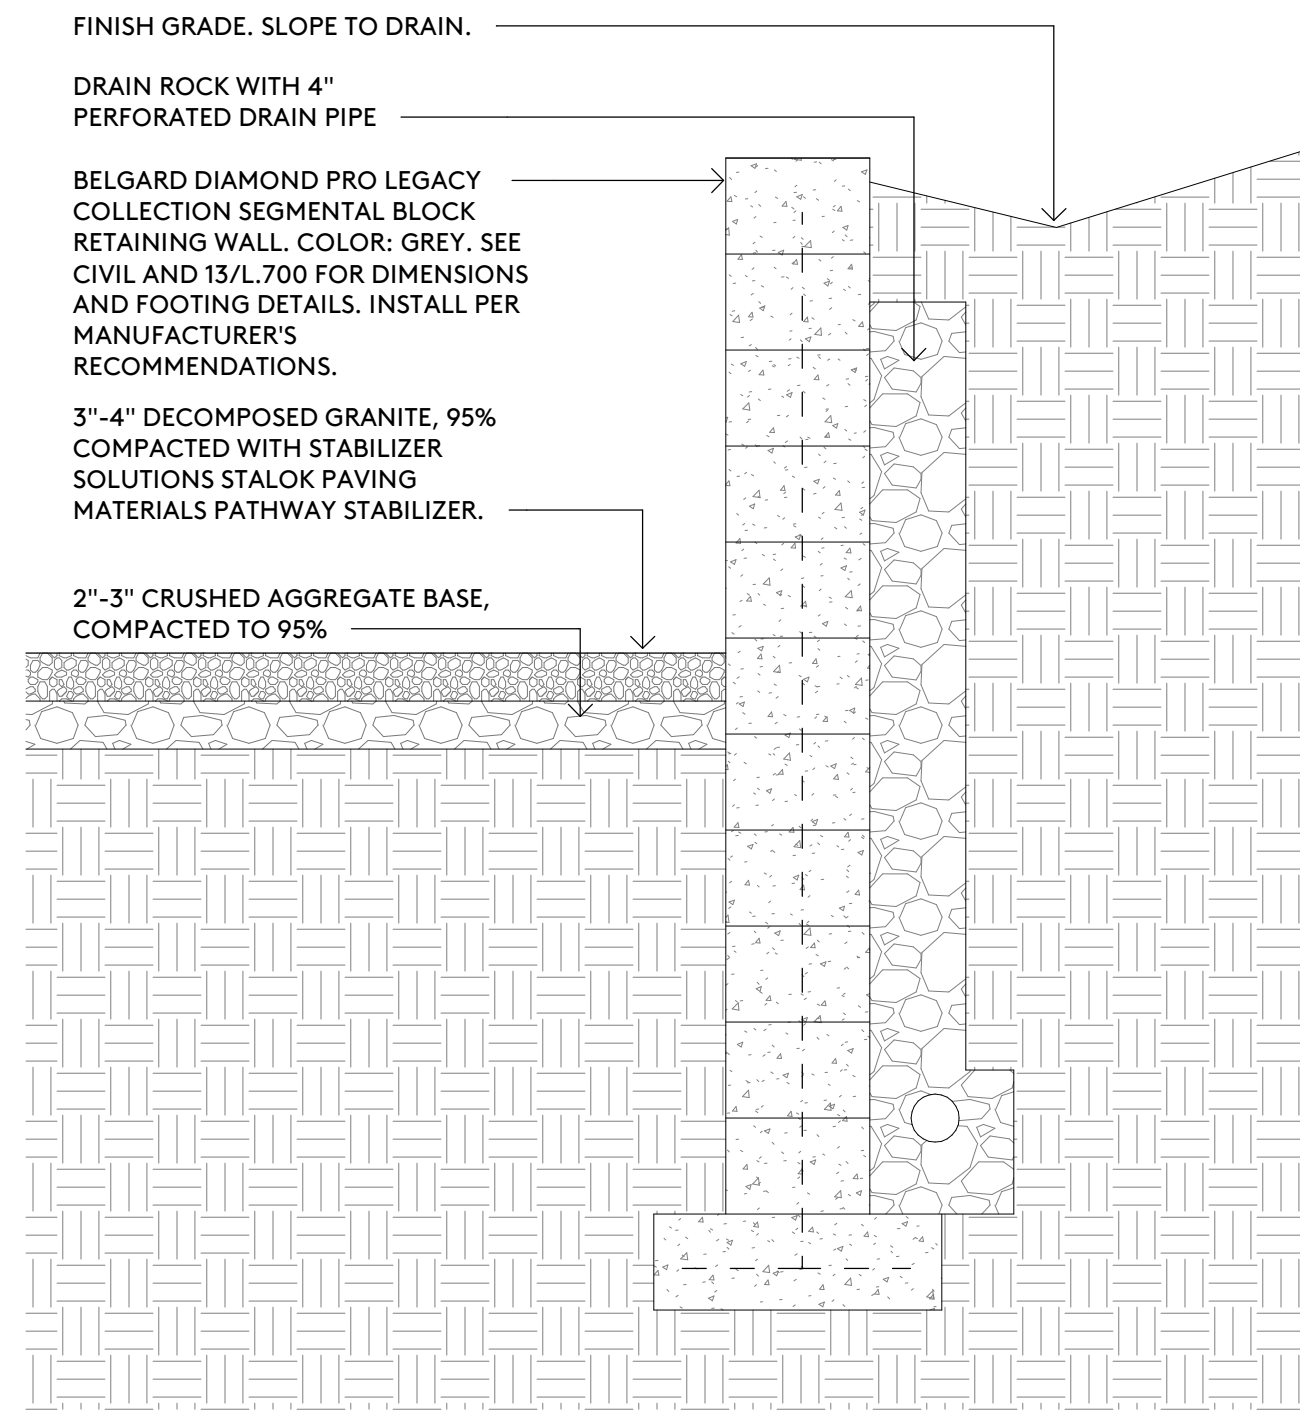 FINISH GRADE. SLOPE TO DRAIN.
DRAIN ROCK WITH 4"
PERFORATED DRAIN PIPE
BELGARD DIAMOND PRO LEGACY
COLLECTION SEGMENTAL BLOCK
RETAINING WALL. COLOR: GREY. SEE
CIVIL AND 13/L.700 FOR DIMENSIONS
AND FOOTING DETAILS. INSTALL PER
MANUFACTURER'S
RECOMMENDATIONS.
3"-4" DECOMPOSED GRANITE, 95%
COMPACTED WITH STABILIZER
SOLUTIONS STALOK PAVING
MATERIALS PATHWAY STABILIZER.
2"-3" CRUSHED AGGREGATE BASE,
COMPACTED TO 95%